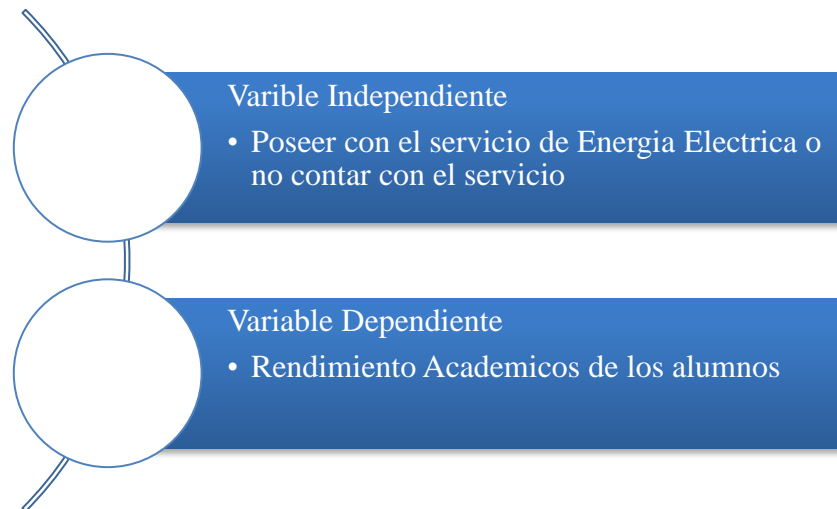 Varible Independiente
• Poseer con el servicio de Energia Electrica o
no contar con el servicio
Variable Dependiente
• Rendimiento Academicos de los alumnos